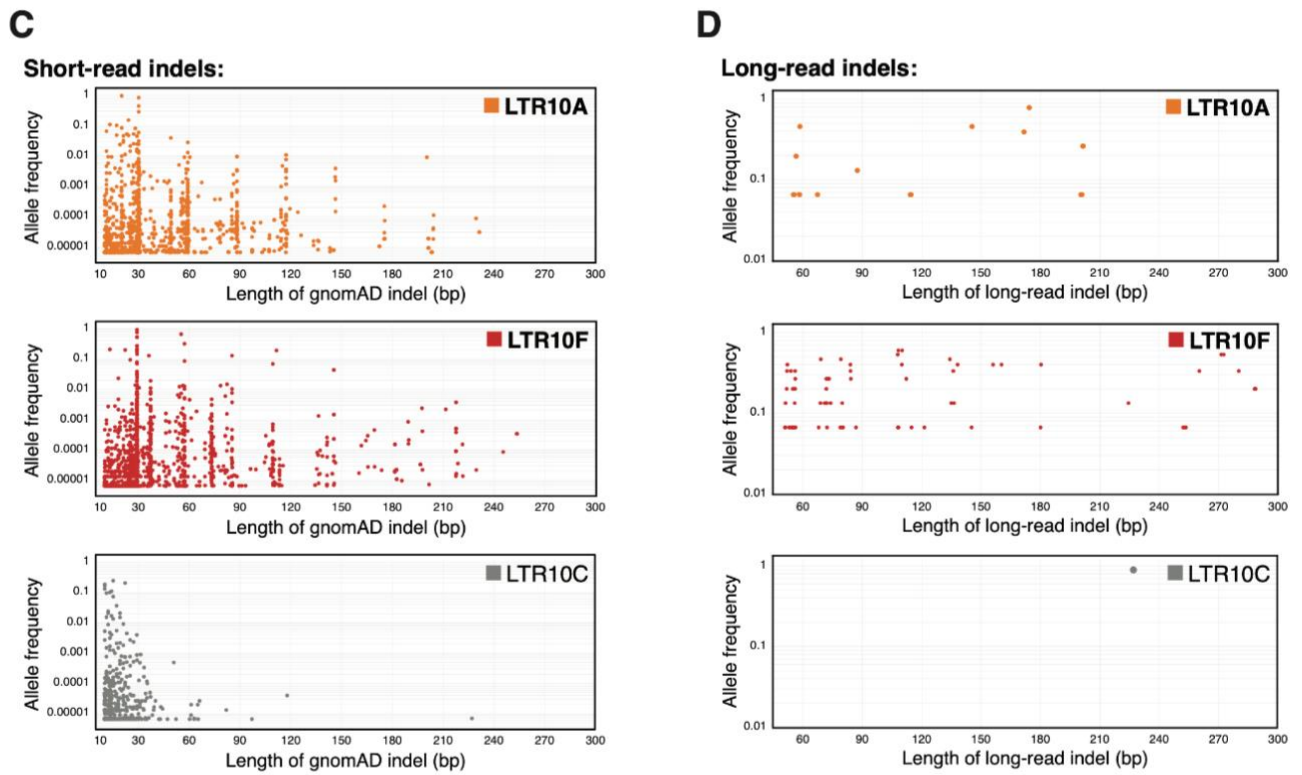 C
Short-read indels:
Allele frequency
1
0.1
0.01
0.001
0.0001
0.00001
LTR10A
10 30 60 90 120 150 180 210 240 270 300
Length of gnomAD indel (bp)
Allele frequency
1
0.1
0.01
0.001
0.0001
0.00001
LTR10F
10 30 60 90 120 150 180 210 240 270 300
Length of gnomAD indel (bp)
Allele frequency
1
0.1
0.01
0.001
0.0001
0.00001
LTR10C
10 30 60 90 120 150 180 210 240 270 300
Length of gnomAD indel (bp)
D
Long-read indels:
Allele frequency
1
0.1
0.01
LTR10A
60 90 120 150 180 210 240 270 300
Length of long-read indel (bp)
Allele frequency
1
0.1
0.01
LTR10F
60 90 120 150 180 210 240 270 300
Length of long-read indel (bp)
Allele frequency
1
0.1
0.01
LTR10C
60 90 120 150 180 210 240 270 300
Length of long-read indel (bp)